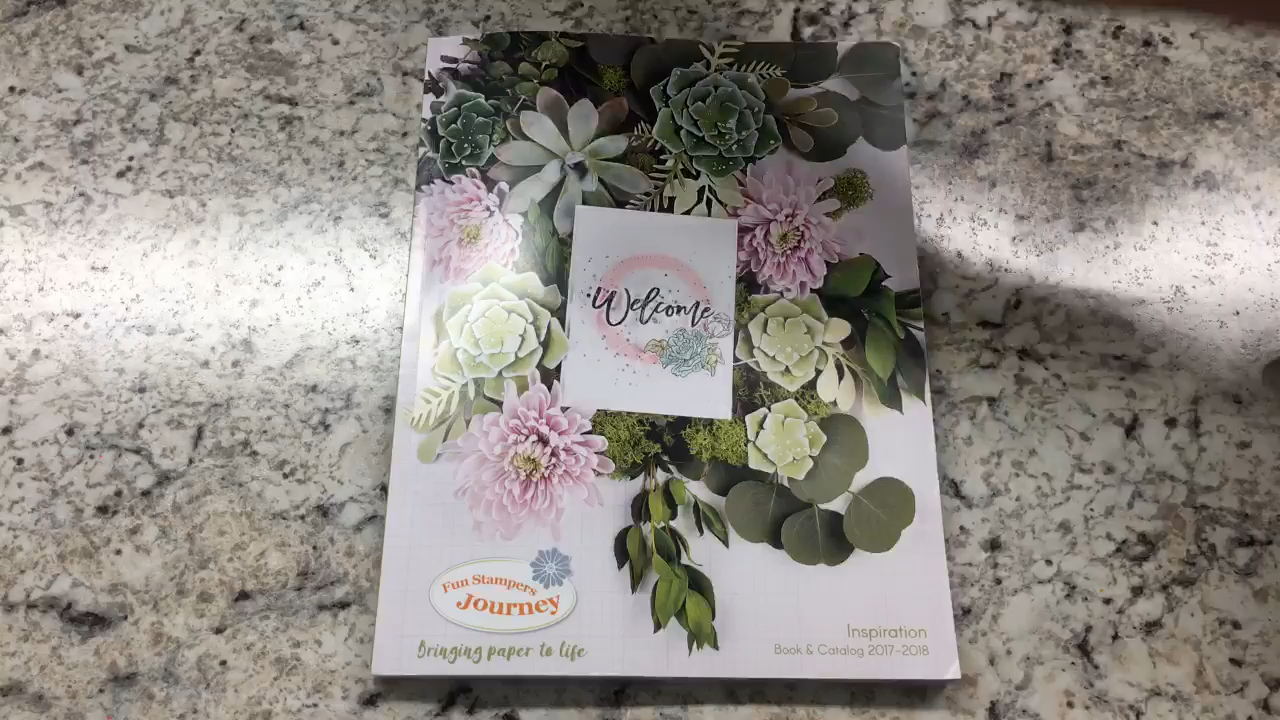 Welcome
Fun Stampers
Journey
Bringing paper to life
Inspiration
Book & Catalog 2017-2018